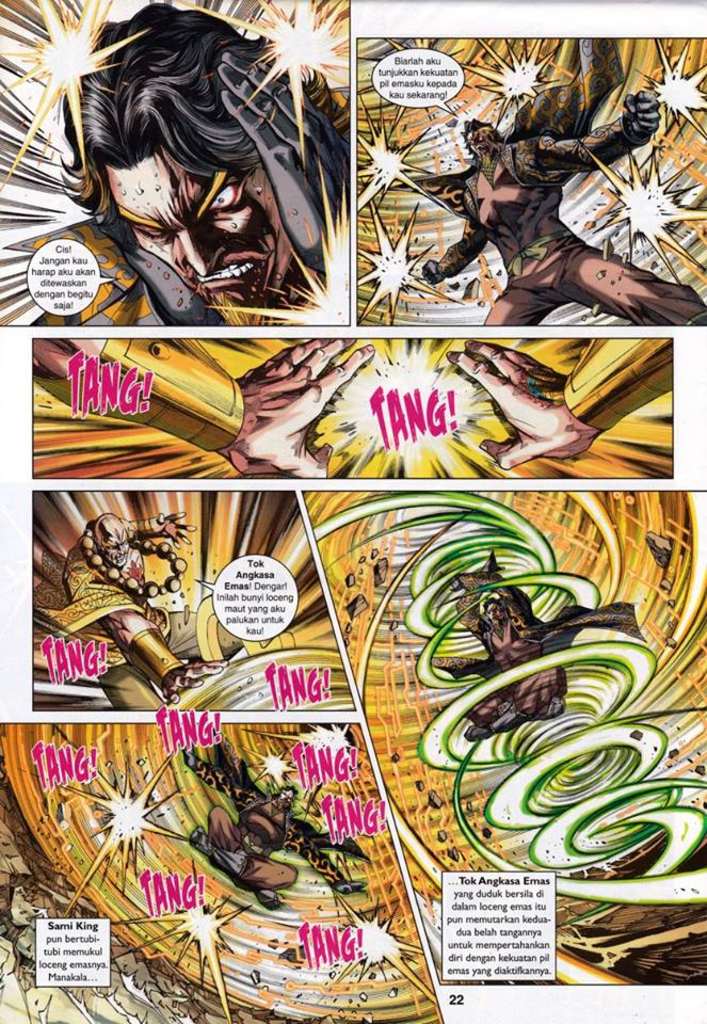 Cis!
Jangan kau
harap aku akan
ditewaskan
dengan begitu
saja!
Biarlah aku
tunjukkan kekuatan
pil emasku kepada
kau sekarang!
TANG!
TANG!
Tok
Angkasa
Emas! Dengar!
Inilah bunyi loceng
maut yang aku
palukan untuk
kau!
TANG!
TANG!
TANG!
TANG!
TANG!
TANG!
TANG!
TANG!
Sami King
pun bertubi-
tubi memukul
loceng emasnya.
Manakala...
...Tok Angkasa Emas
yang duduk bersila di
dalam loceng emas itu
pun memutarkan kedua-
dua belah tangannya
untuk mempertahankan
diri dengan kekuatan pil
emas yang diaktifkannya.
22